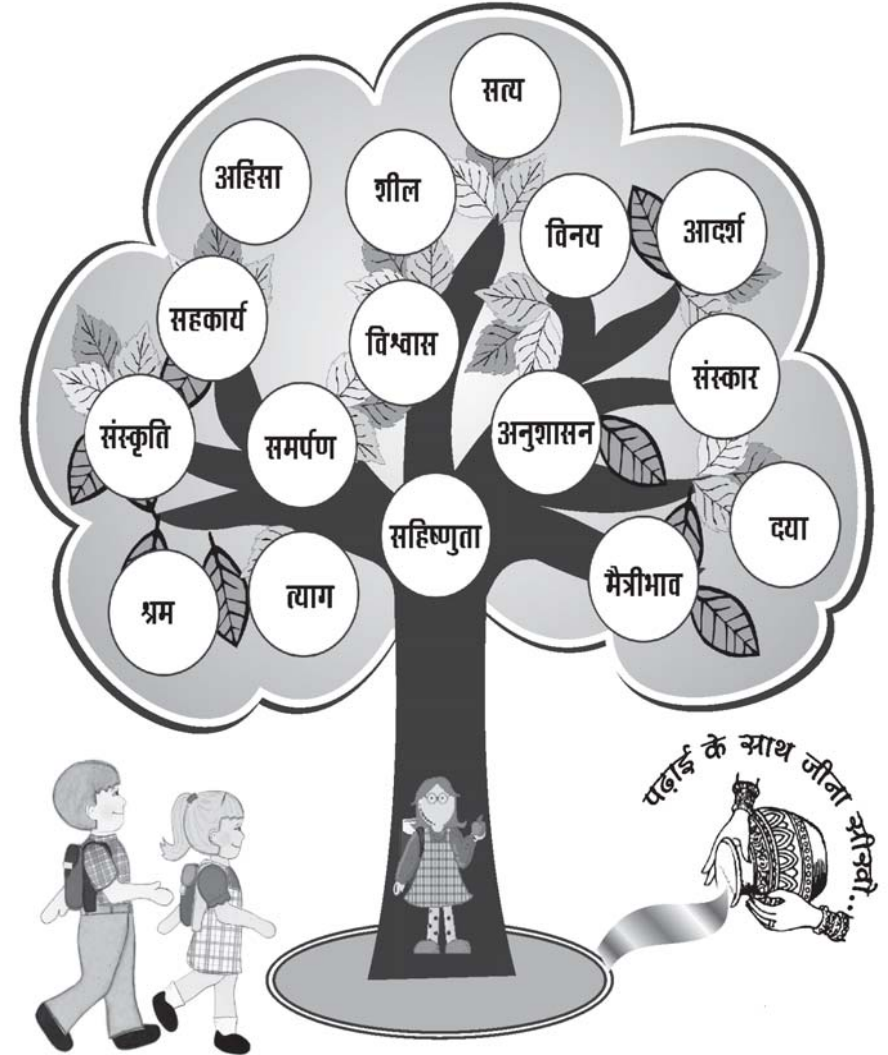 सत्य
अहिंसा
शील
विनय
आदर्श
सहकार्य
विश्वास
संस्कार
संस्कृति
समर्पण
अनुशासन
सहिष्णुता
दया
मैत्रीभाव
श्रम
त्याग
पढ़ाई के साथ जीना सीखो...